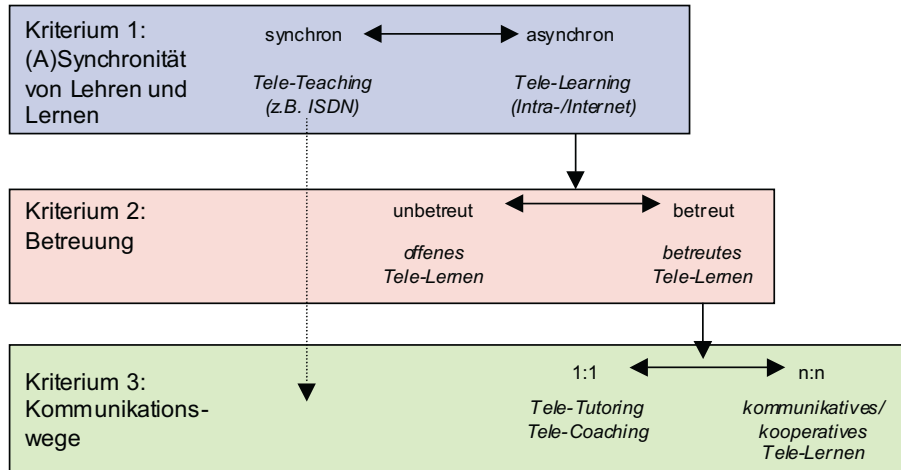 Kriterium 1:
(A)Synchronität
von Lehren und
Lernen
synchron
asynchron
Tele-Teaching
(z.B. ISDN)
Tele-Learning
(Intra-/Internet)
Kriterium 2:
Betreuung
unbetreut
betreut
offenes
Tele-Lernen
betreutes
Tele-Lernen
Kriterium 3:
Kommunikations-
wege
1:1
n:n
Tele-Tutoring
Tele-Coaching
kommunikatives/
kooperatives
Tele-Lernen